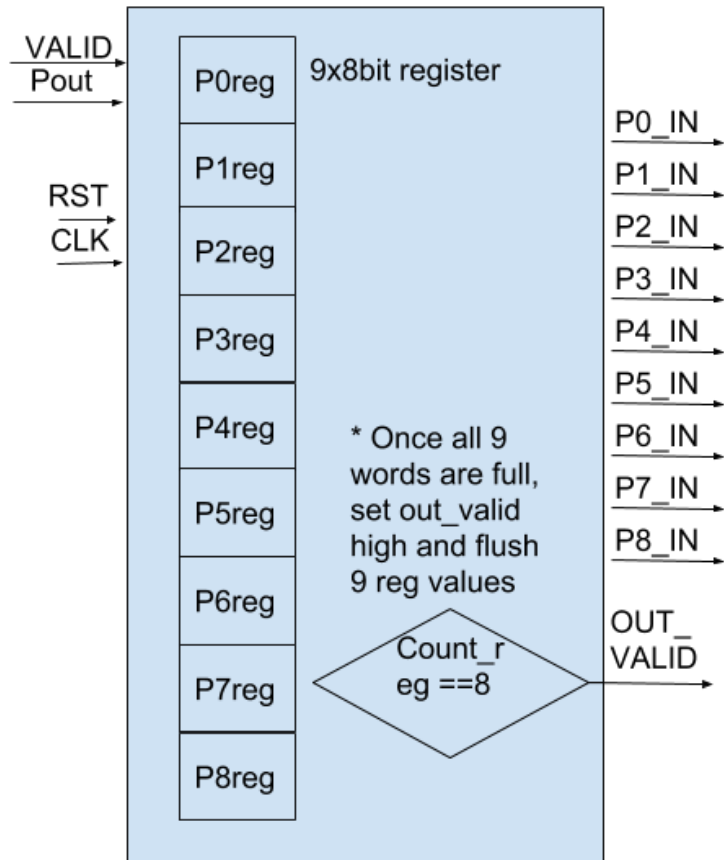 VALID
Pout
RST
CLK
P0reg
P1reg
P2reg
P3reg
P4reg
P5reg
P6reg
P7reg
P8reg
9x8bit register
* Once all 9
words are full,
set out_valid
high and flush
9 reg values
Count_r
eg ==8
P0_IN
P1_IN
P2_IN
P3_IN
P4_IN
P5_IN
P6_IN
P7_IN
P8_IN
OUT_
VALID